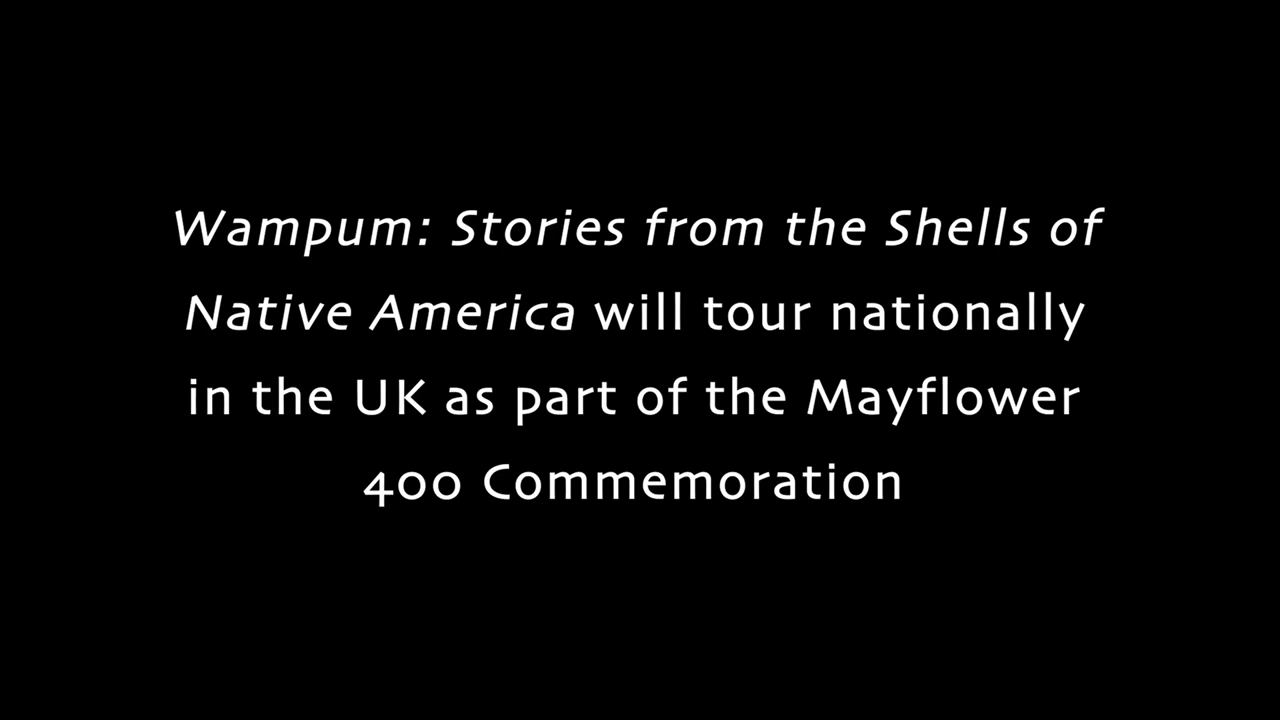 Wampum: Stories from the Shells of
Native America will tour nationally
in the UK as part of the Mayflower
400 Commemoration